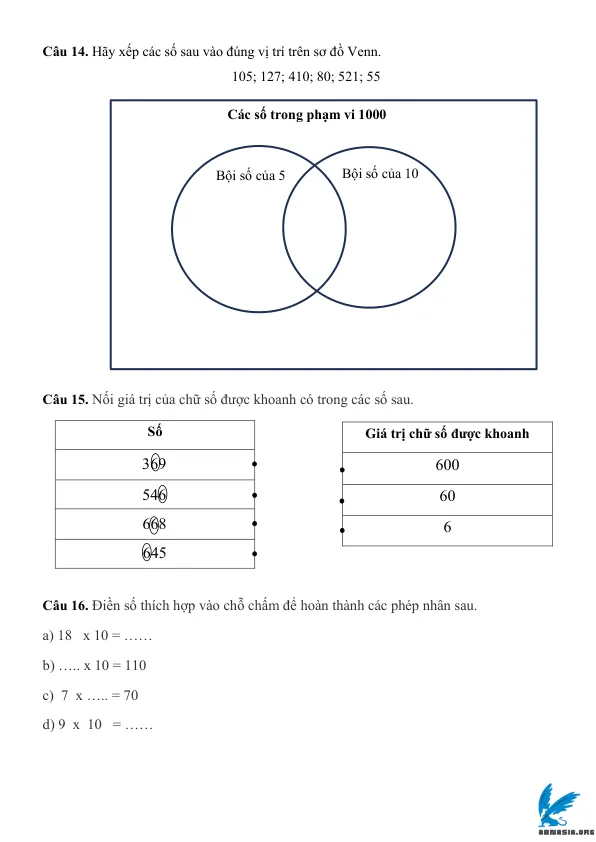 Câu 14. Hãy xếp các số sau vào đúng vị trí trên sơ đồ Venn.
105; 127; 410; 80; 521; 55
Các số trong phạm vi 1000
Bội số của 5
Bội số của 10
Câu 15. Nối giá trị của chữ số được khoanh có trong các số sau.
Số
369
546
668
645
Giá trị chữ số được khoanh
600
60
6
Câu 16. Điền số thích hợp vào chỗ chấm để hoàn thành các phép nhân sau.
a) 18 x 10 = ……
b) ….. x 10 = 110
c) 7 x ….. = 70
d) 9 x 10 = ……
ABNASIA.ORG